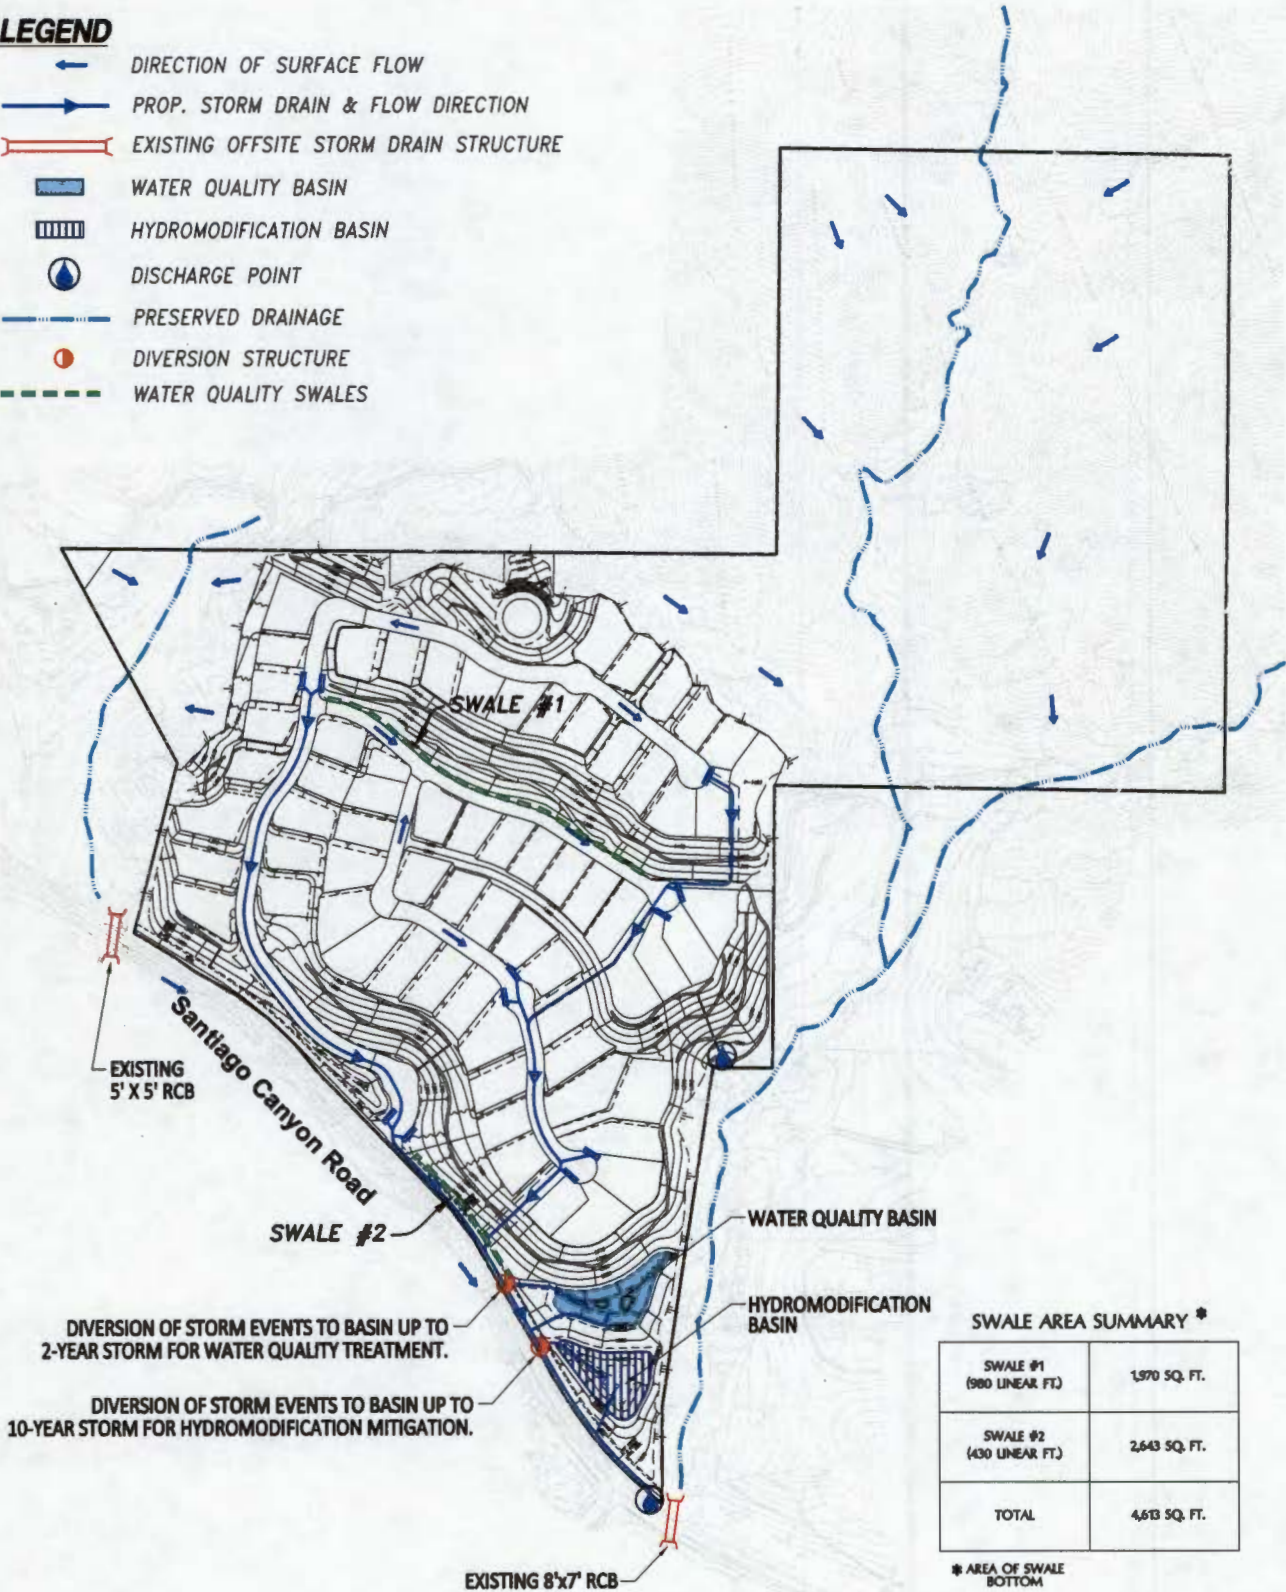 LEGEND
DIRECTION OF SURFACE FLOW
PROP. STORM DRAIN & FLOW DIRECTION
EXISTING OFFSITE STORM DRAIN STRUCTURE
WATER QUALITY BASIN
HYDROMODIFICATION BASIN
DISCHARGE POINT
PRESERVED DRAINAGE
DIVERSION STRUCTURE
WATER QUALITY SWALES
SWALE #1
EXISTING
5' X 5' RCB
Santiago Canyon Road
SWALE #2
WATER QUALITY BASIN
HYDROMODIFICATION
BASIN
DIVERSION OF STORM EVENTS TO BASIN UP TO
2-YEAR STORM FOR WATER QUALITY TREATMENT.
DIVERSION OF STORM EVENTS TO BASIN UP TO
10-YEAR STORM FOR HYDROMODIFICATION MITIGATION.
EXISTING 8'x7' RCB
SWALE AREA SUMMARY *
SWALE #1
(980 LINEAR FT.)
1,970 SQ. FT.
SWALE #2
(430 LINEAR FT.)
2,643 SQ. FT.
TOTAL
4,613 SQ. FT.
* AREA OF SWALE
BOTTOM